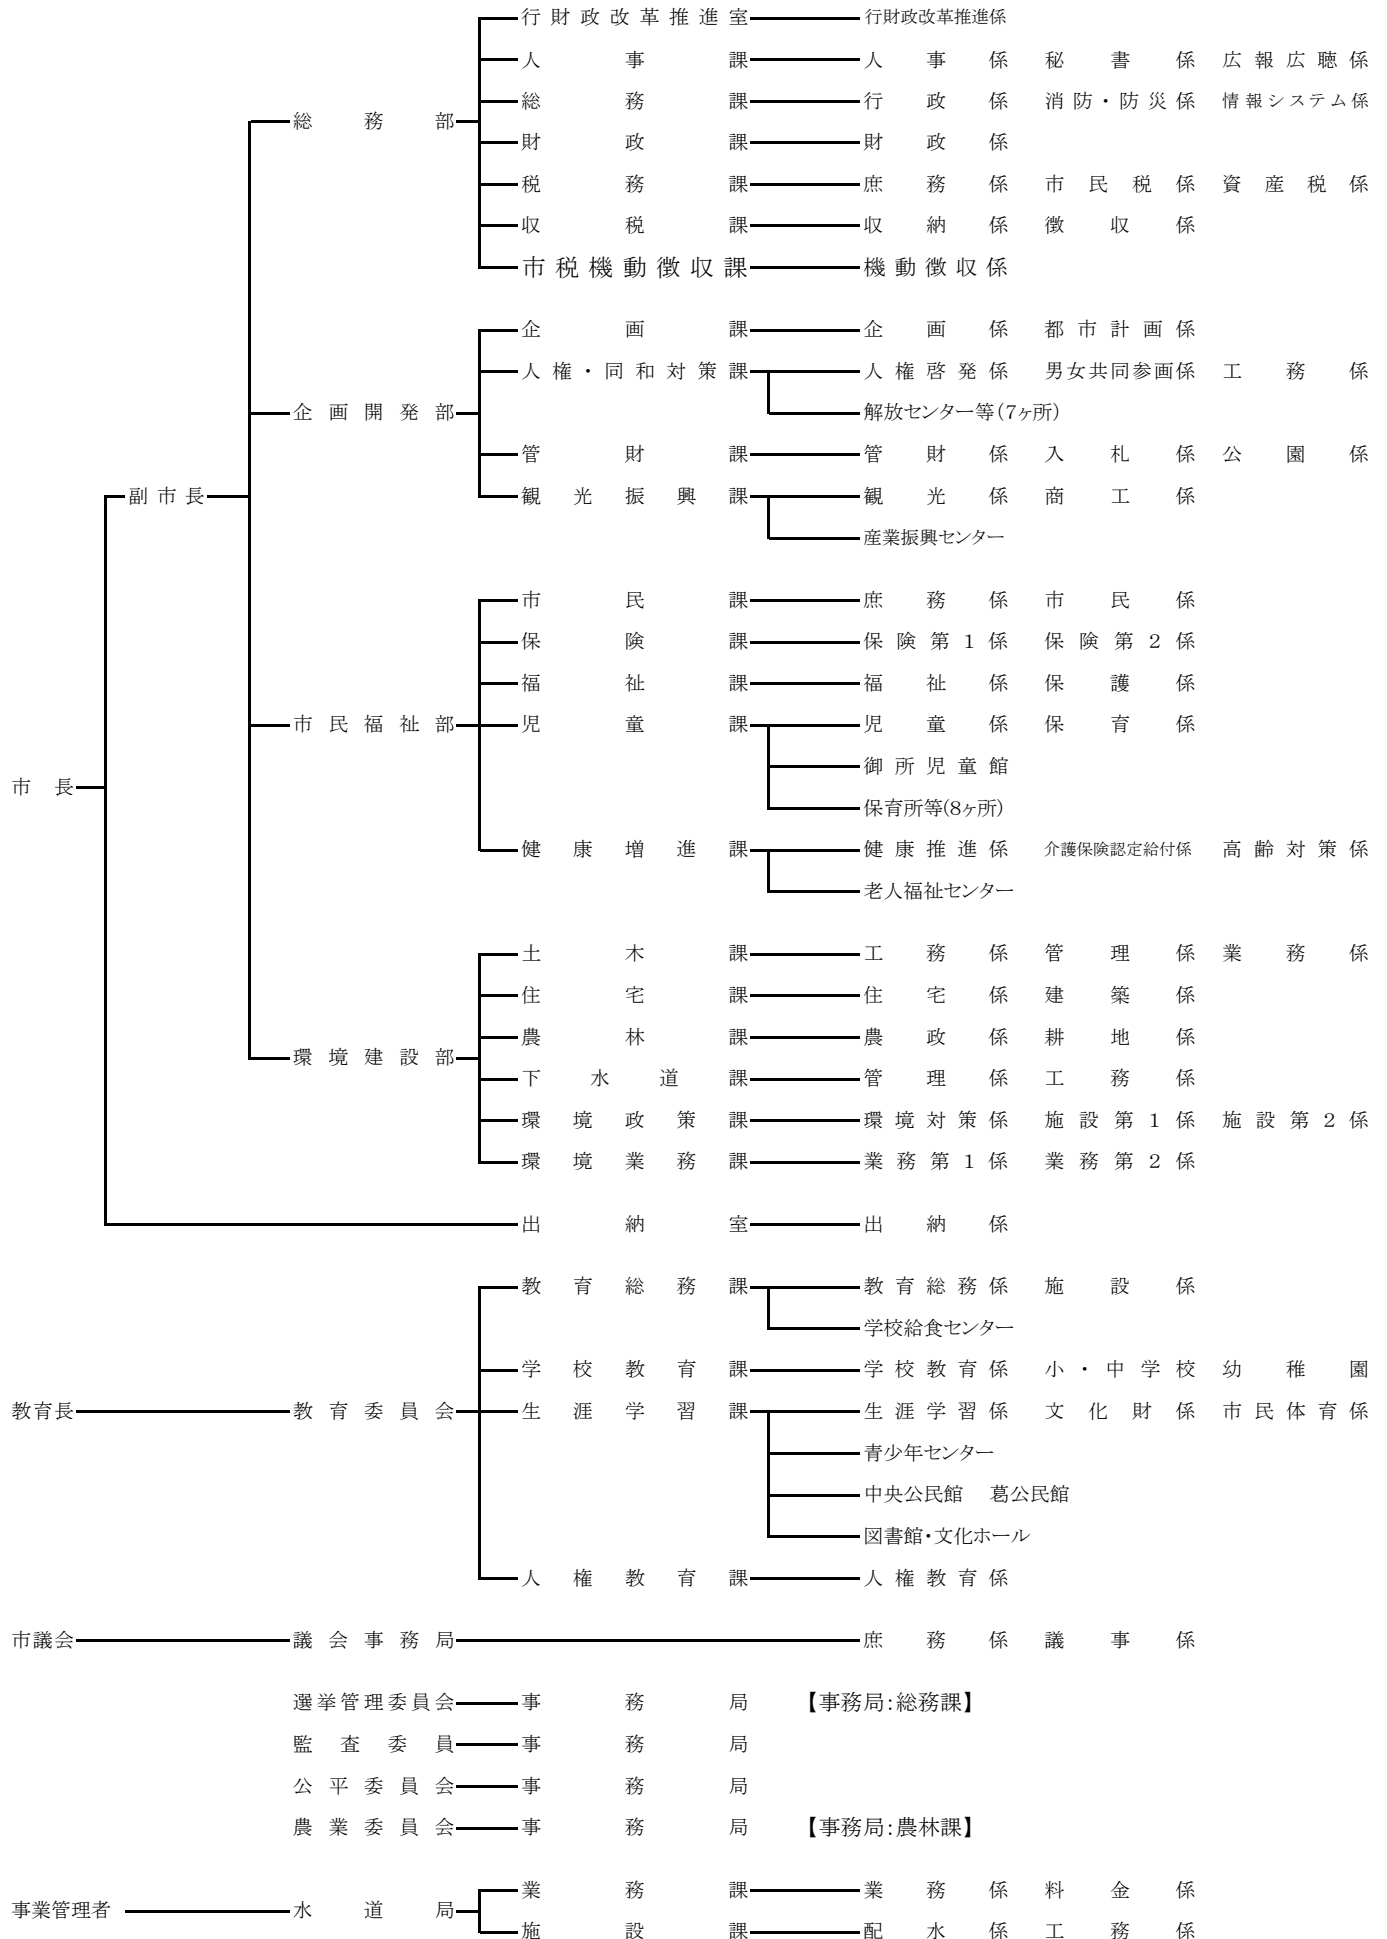 行財政改革推進室 行財政改革推進係
人事課 人事係 秘書係 広報広聴係
総務課 行政係 消防・防災係 情報システム係
総務部
財政課 財政係
税務課 庶務係 市民税係 資産税係
収税課 収納係 徴収係
市税機動徴収課 機動徴収係
企画課 企画係 都市計画係
人権・同和対策課 人権啓発係 男女共同参画係 工務係
企画開発部 解放センター等(7ヶ所)
管財課 管財係 入札係 公園係
副市長 観光振興課 観光係 商工係
産業振興センター
市民課 庶務係 市民係
保険課 保険第1係 保険第2係
福祉課 福祉係 保護係
市民福祉部 児童課 児童係 保育係
御所児童館
市長
保育所等(8ヶ所)
健康増進課 健康推進係 介護保険認定給付係 高齢対策係
老人福祉センター
土木課 工務係 管理係 業務係
住宅課 住宅係 建築係
農林課 農政係 耕地係
環境建設部
下水道課 管理係 工務係
環境政策課 環境対策係 施設第1係 施設第2係
環境業務課 業務第1係 業務第2係
出納室 出納係
教育総務課 教育総務係 施設係
学校給食センター
学校教育課 学校教育係 小・中学校 幼稚園
教育長 教育委員会 生涯学習課 生涯学習係 文化財係 市民体育係
青少年センター
中央公民館 葛公民館
図書館・文化ホール
人権教育課 人権教育係
市議会 議会事務局 庶務係 議事係
選挙管理委員会 事務局 【事務局:総務課】
監査委員 事務局
公平委員会 事務局
農業委員会 事務局 【事務局:農林課】
業務課 業務係 料金係
事業管理者 水道局
施設課 配水係 工務係